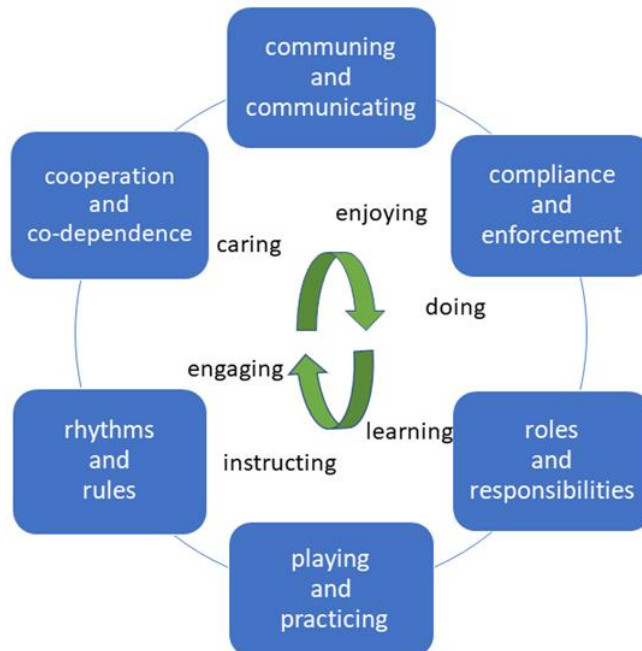 communing
and
communicating
cooperation
and
co-dependence
compliance
and
enforcement
enjoying
caring
doing
engaging
learning
instructing
rhythms
and
rules
roles
and
responsibilities
playing
and
practicing